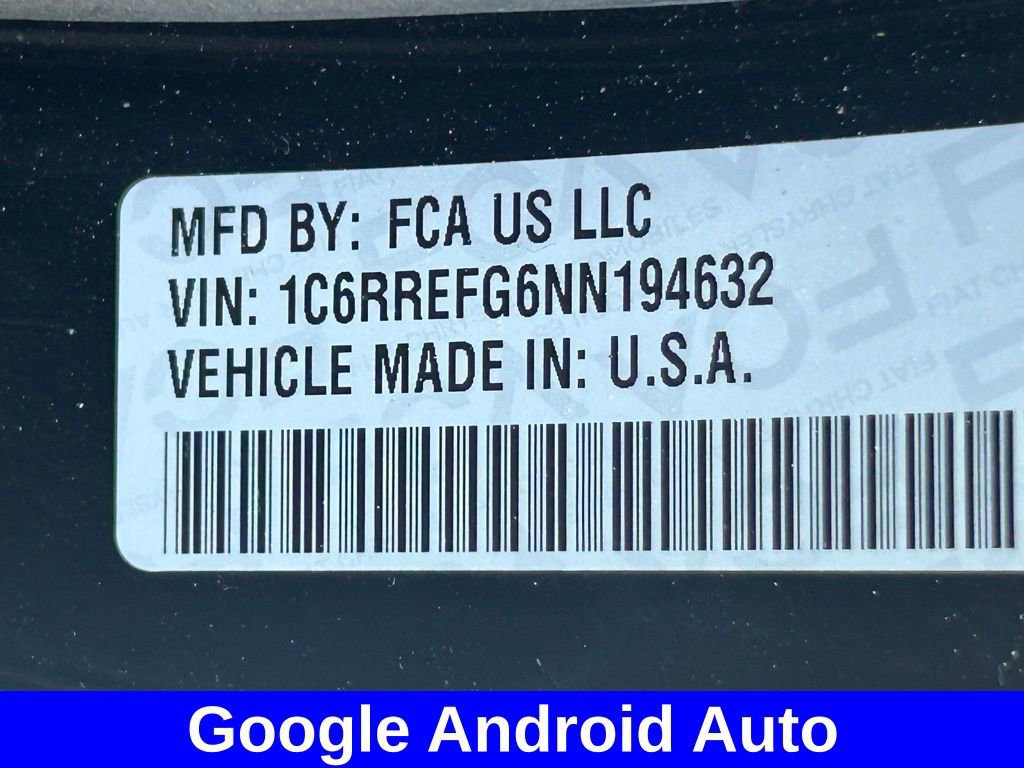 MFD BY: FCA US LLC
VIN: 1C6RREFG6NN194632
VEHICLE MADE IN: U.S.A.
Google Android Auto